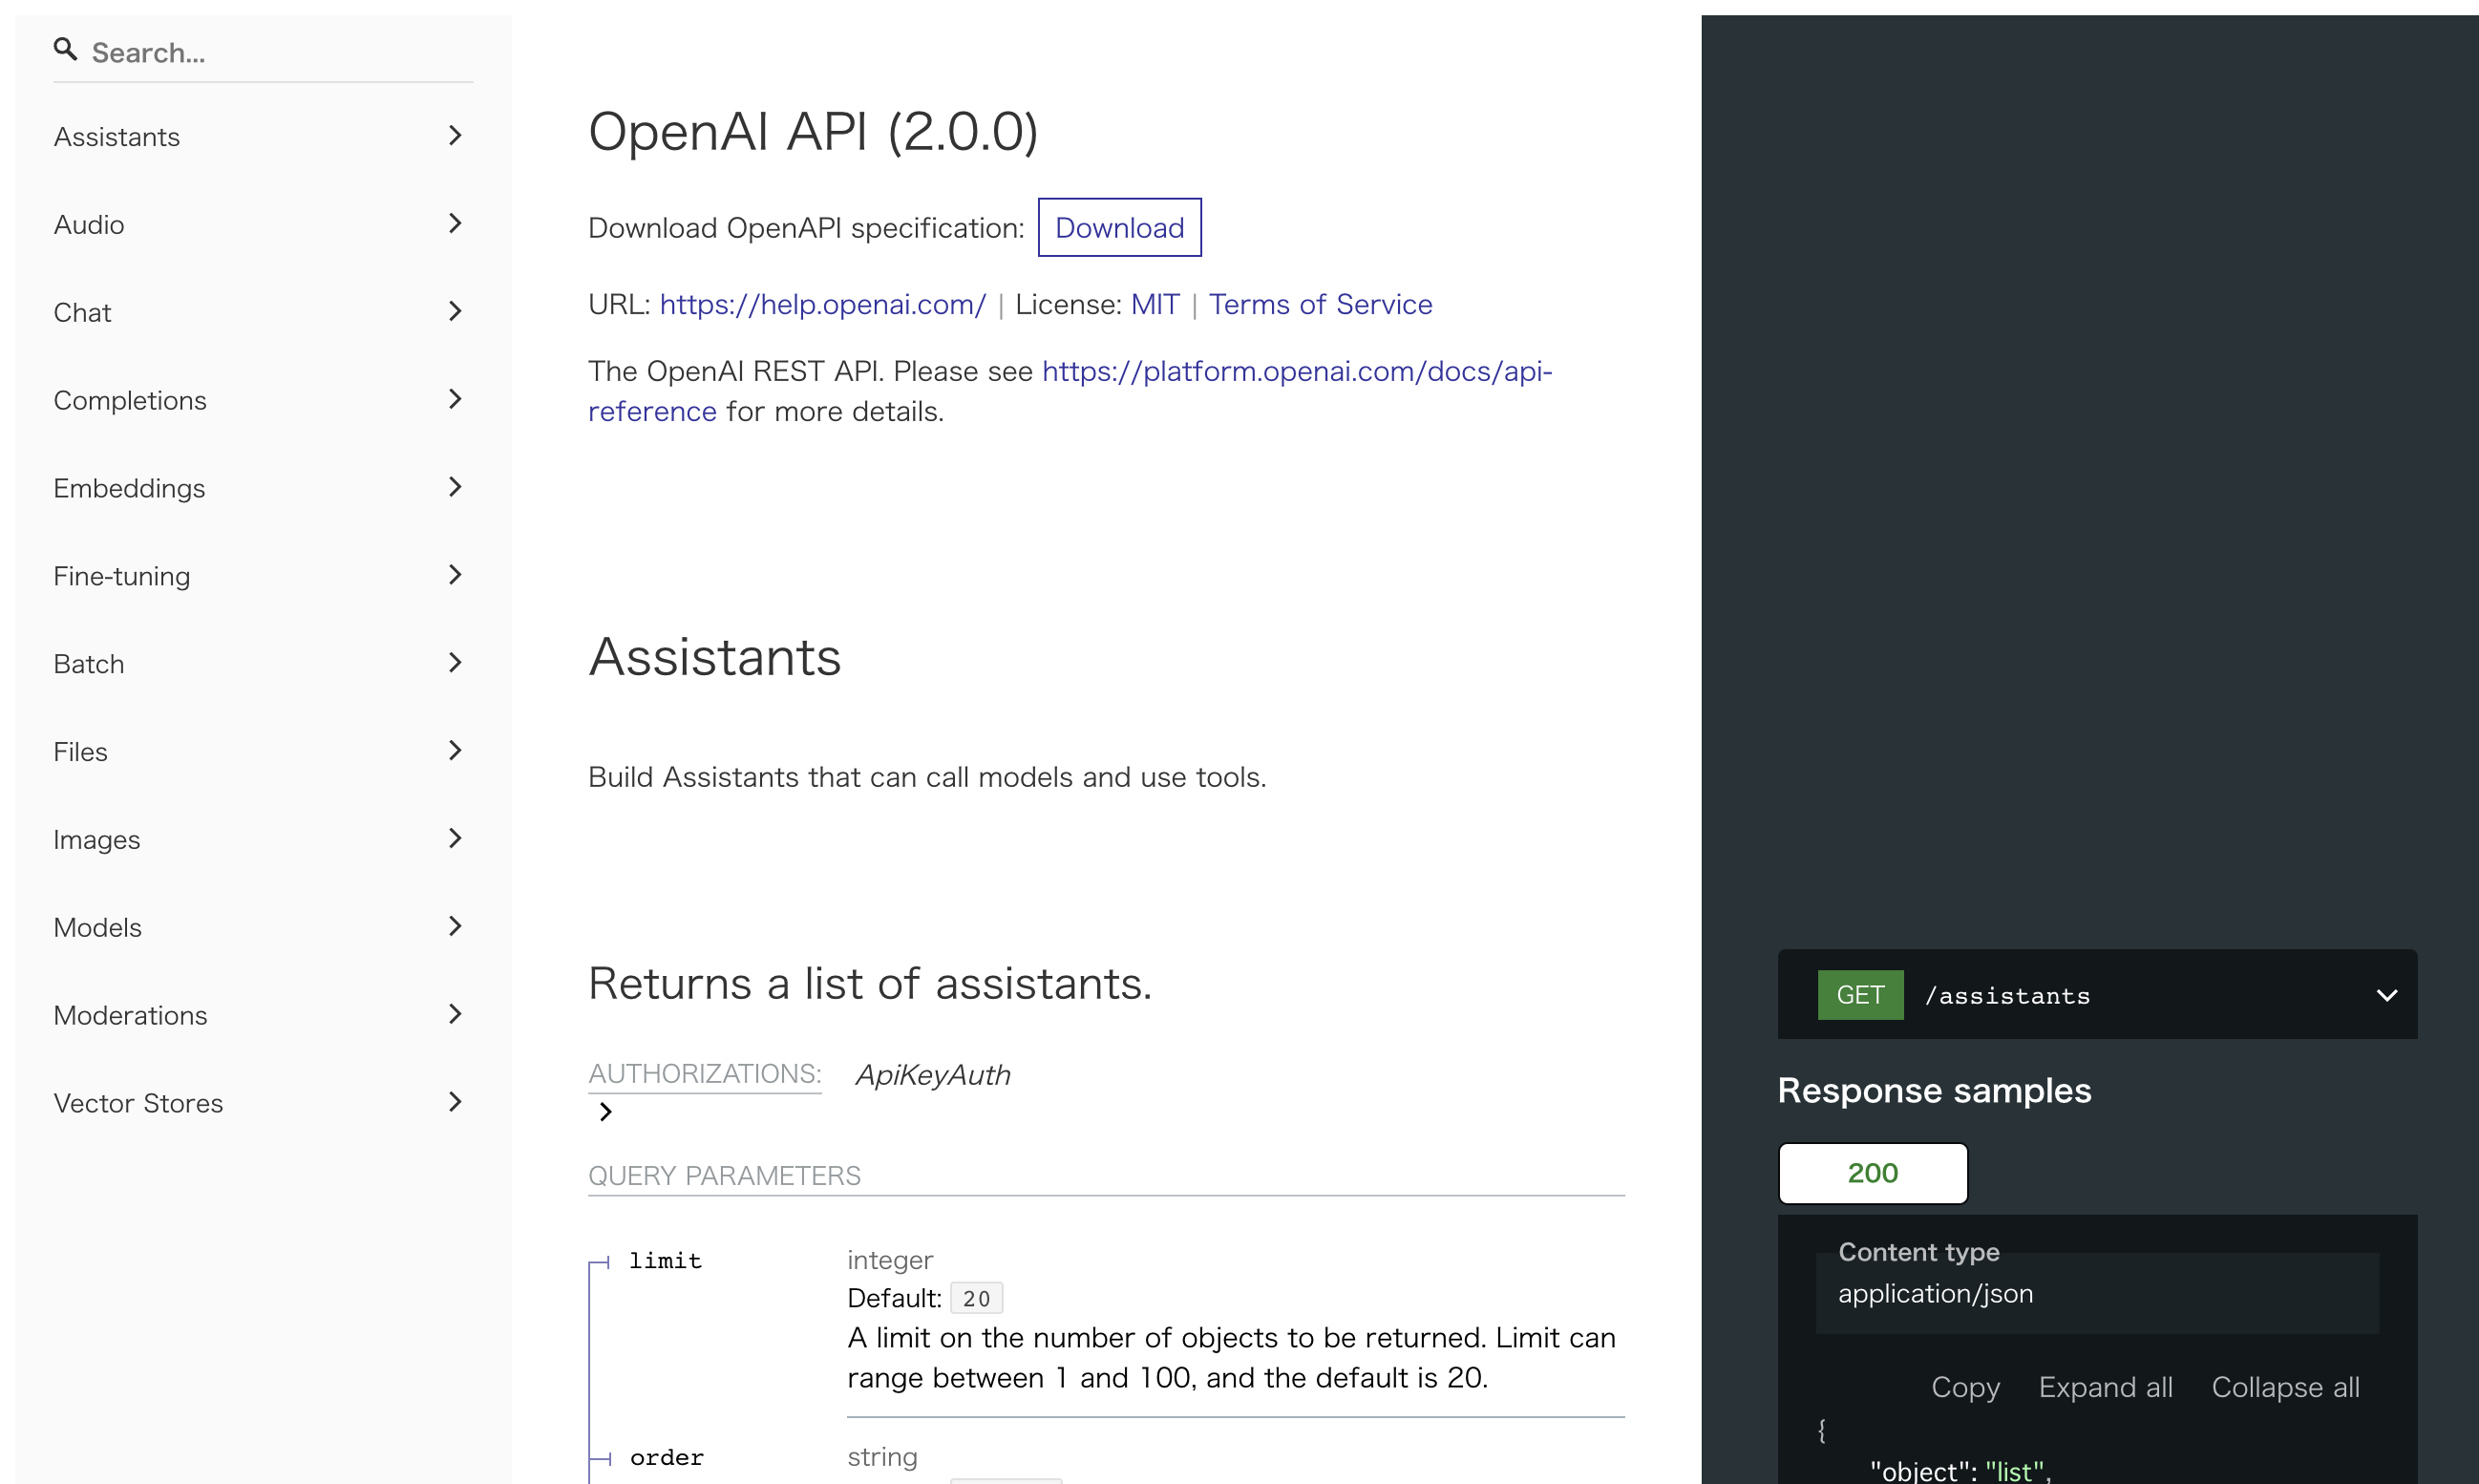 Search...
Assistants
Audio
Chat
Completions
Embeddings
Fine-tuning
Batch
Files
Images
Models
Moderations
Vector Stores
OpenAI API (2.0.0)
Download OpenAPI specification: Download
URL: https://help.openai.com/ | License: MIT | Terms of Service
The OpenAI REST API. Please see https://platform.openai.com/docs/api-
reference for more details.
Assistants
Build Assistants that can call models and use tools.
Returns a list of assistants.
AUTHORIZATIONS: ApiKeyAuth
QUERY PARAMETERS
limit integer
Default: 20
A limit on the number of objects to be returned. Limit can
range between 1 and 100, and the default is 20.
order string
GET /assistants
Response samples
200
Content type
application/json
Copy Expand all Collapse all
{
"object": "list",